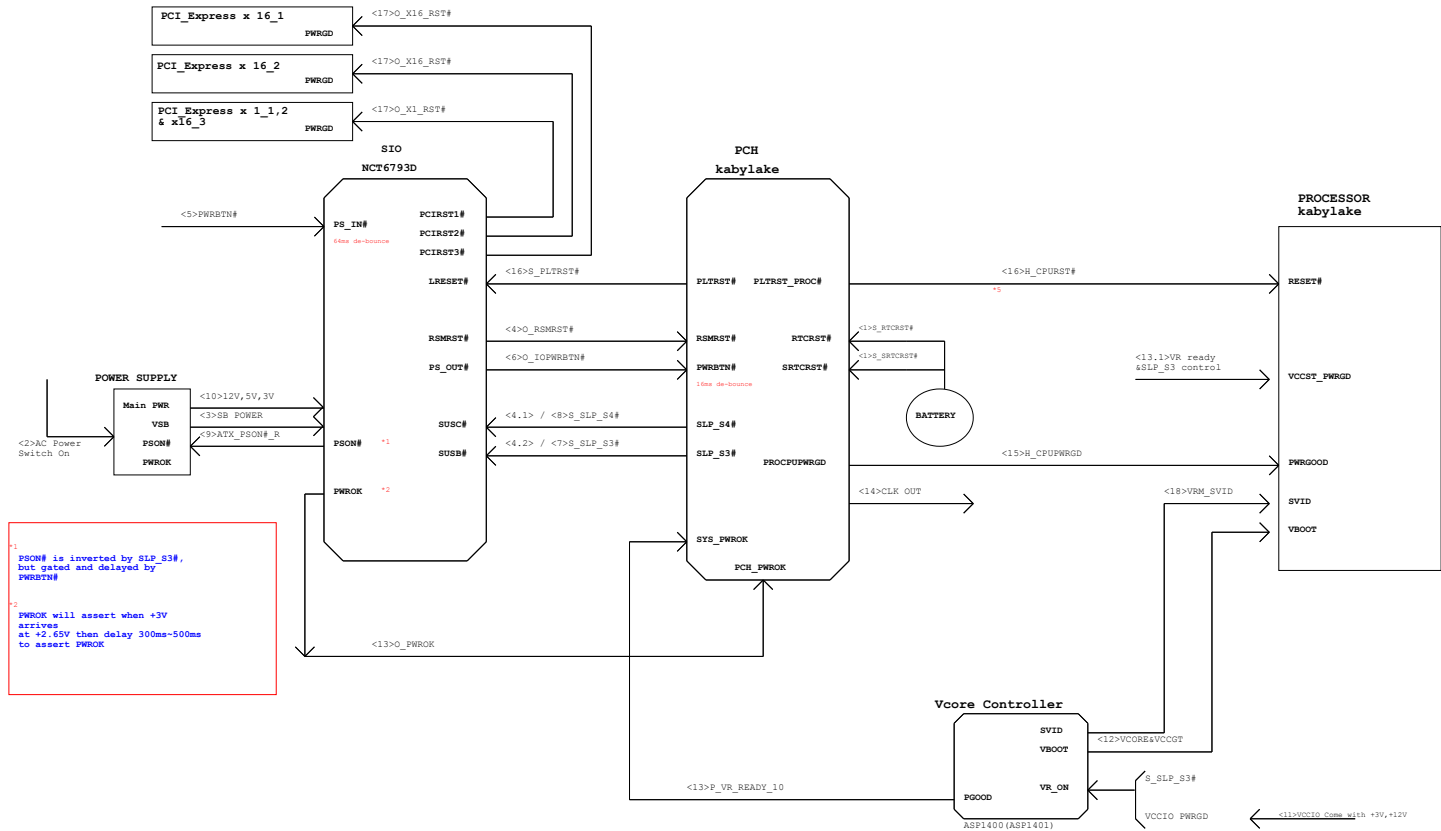 PCI_Express x 16_1
PWRGD
<17>O_X16_RST#
PCI_Express x 16_2
PWRGD
<17>O_X16_RST#
PCI_Express x 1_1,2
& x16_3
PWRGD
<17>O_X1_RST#
SIO
NCT6793D
<5>PWRBTN#
PS_IN#
64ms de-bounce
PCIRST1#
PCIRST2#
PCIRST3#
LRESET#
RSMRST#
PS_OUT#
SUSC#
SUSB#
PSON#
*1
PWROK
*2
<16>S_PLTRST#
<4>O_RSMRST#
<6>O_IOPWRBTN#
<4.1> / <8>S_SLP_S4#
<4.2> / <7>S_SLP_S3#
PCH
kabylake
PLTRST#
PLTRST_PROC#
RSMRST#
RTCRST#
PWRBTN#
16ms de-bounce
SRTCRST#
SLP_S4#
SLP_S3#
PROCPUPWRGD
SYS_PWROK
PCH_PWROK
<16>H_CPURST#
*5
<1>S_RTCRST#
<1>S_SRTCRST#
BATTERY
<15>H_CPUPWRGD
<14>CLK OUT
<13.1>VR ready
&SLP_S3 control
<18>VRM_SVID
PROCESSOR
kabylake
RESET#
VCCST_PWRGD
PWRGOOD
SVID
VBOOT
POWER SUPPLY
Main PWR
VSB
PSON#
PWROK
<10>12V,5V,3V
<3>SB POWER
<9>ATX_PSON#_R
<2>AC Power
Switch On
*1
PSON# is inverted by SLP_S3#,
but gated and delayed by
PWRBTN#
*2
PWROK will assert when +3V
arrives
at +2.65V then delay 300ms~500ms
to assert PWROK
<13>O_PWROK
Vcore Controller
SVID
VBOOT
VR_ON
PGOOD
ASP1400(ASP1401)
<12>VCORE&VCCGT
<13>P_VR_READY_10
S_SLP_S3#
VCCIO PWRGD
<11>VCCIO Come with +3V,+12V